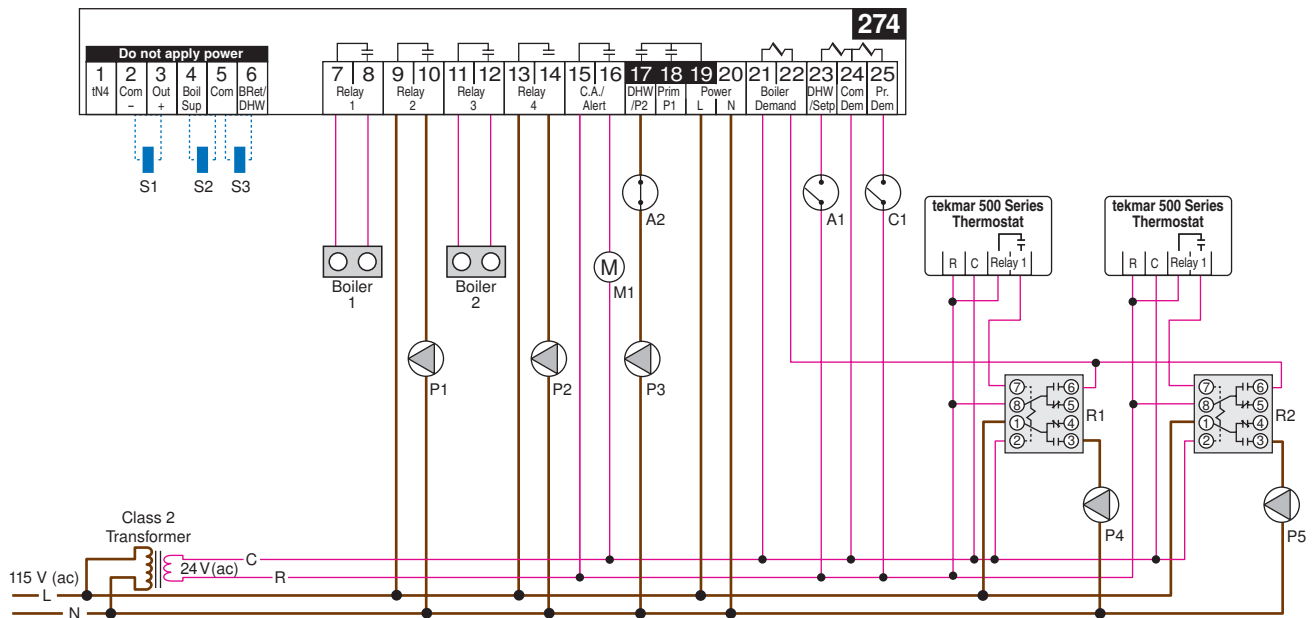 274
Do not apply power
1 2 3 4 5 6 7 8 9 10 11 12 13 14 15 16 17 18 19 20 21 22 23 24 25
tN4 Com Out Boil Com BRet/ Relay Relay Relay Relay C.A./ DHW Prim Power Boiler DHW Com Pr.
– + Sup DHW 1 2 3 4 Alert /P2 P1 L N Demand /Setp Dem Dem
S1 S2 S3
A2 A1 C1
tekmar 500 Series
Thermostat
R C Relay 1
tekmar 500 Series
Thermostat
R C Relay 1
Boiler
1
Boiler
2
M
M1
P1 P2 P3
7 6
8 5
1 4
2 3
R1
7 6
8 5
1 4
2 3
R2
P4 P5
Class 2
Transformer
C
24 V (ac)
R
115 V (ac)
L
N